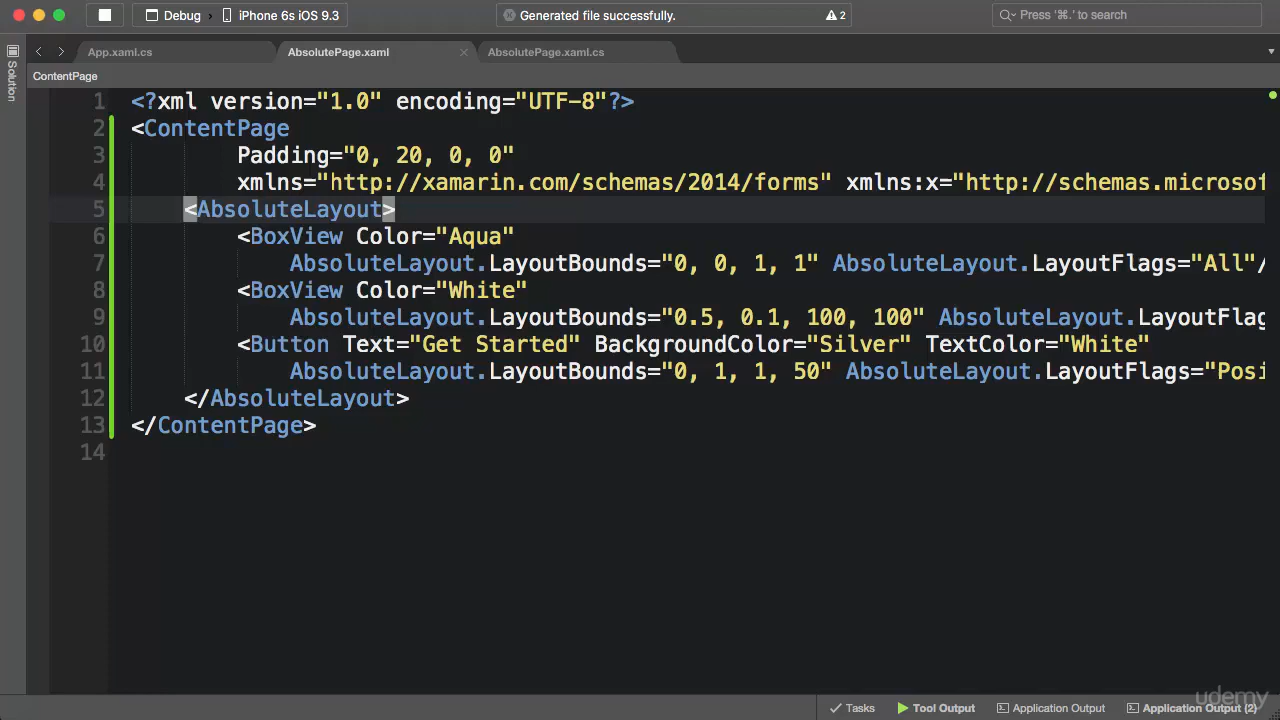 Debug > iPhone 6s iOS 9.3
Generated file successfully.
2
Press '⌘.' to search
Solution
App.xaml.cs
AbsolutePage.xaml
AbsolutePage.xaml.cs
ContentPage
1 <?xml version="1.0" encoding="UTF-8"?>
2 <ContentPage
3 Padding="0, 20, 0, 0"
4 xmlns="http://xamarin.com/schemas/2014/forms" xmlns:x="http://schemas.microsof
5 <AbsoluteLayout>
6 <BoxView Color="Aqua"
7 AbsoluteLayout.LayoutBounds="0, 0, 1, 1" AbsoluteLayout.LayoutFlags="All"/
8 <BoxView Color="White"
9 AbsoluteLayout.LayoutBounds="0.5, 0.1, 100, 100" AbsoluteLayout.LayoutFlag
10 <Button Text="Get Started" BackgroundColor="Silver" TextColor="White"
11 AbsoluteLayout.LayoutBounds="0, 1, 1, 50" AbsoluteLayout.LayoutFlags="Posi
12 </AbsoluteLayout>
13 </ContentPage>
14
Tasks
Tool Output
Application Output
Application Output (2)
udemy